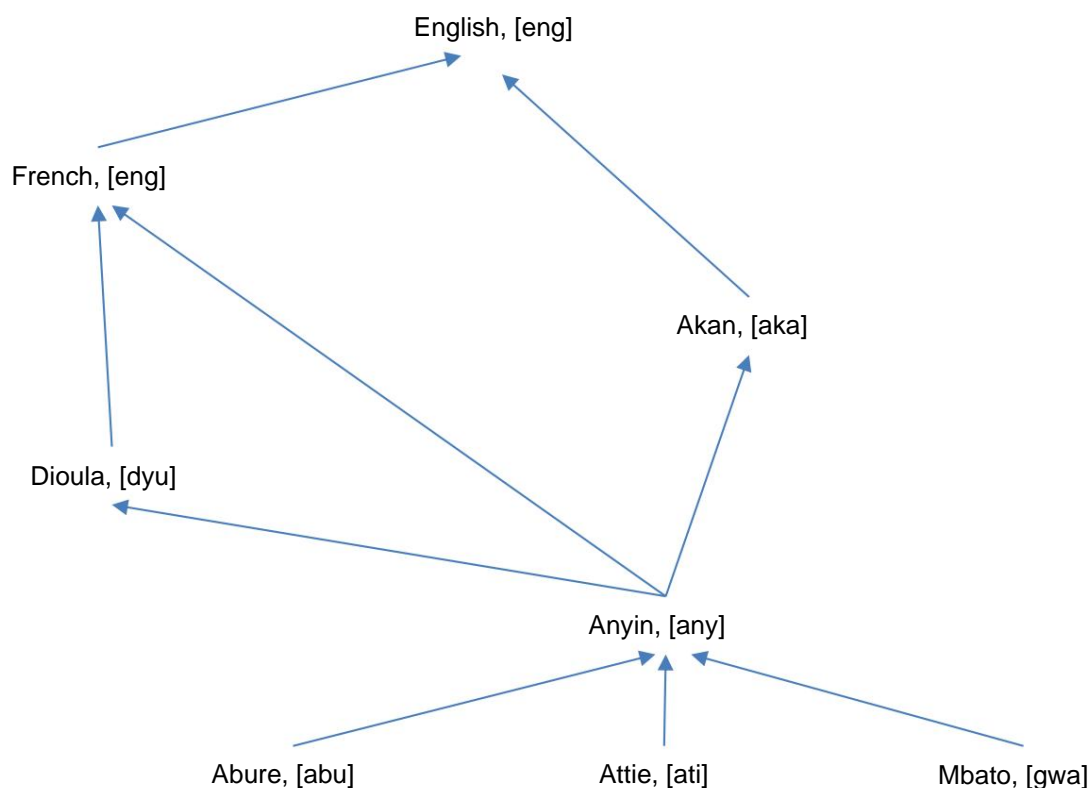 English, [eng]
French, [eng]
Akan, [aka]
Dioula, [dyu]
Anyin, [any]
Abure, [abu]
Attie, [ati]
Mbato, [gwa]